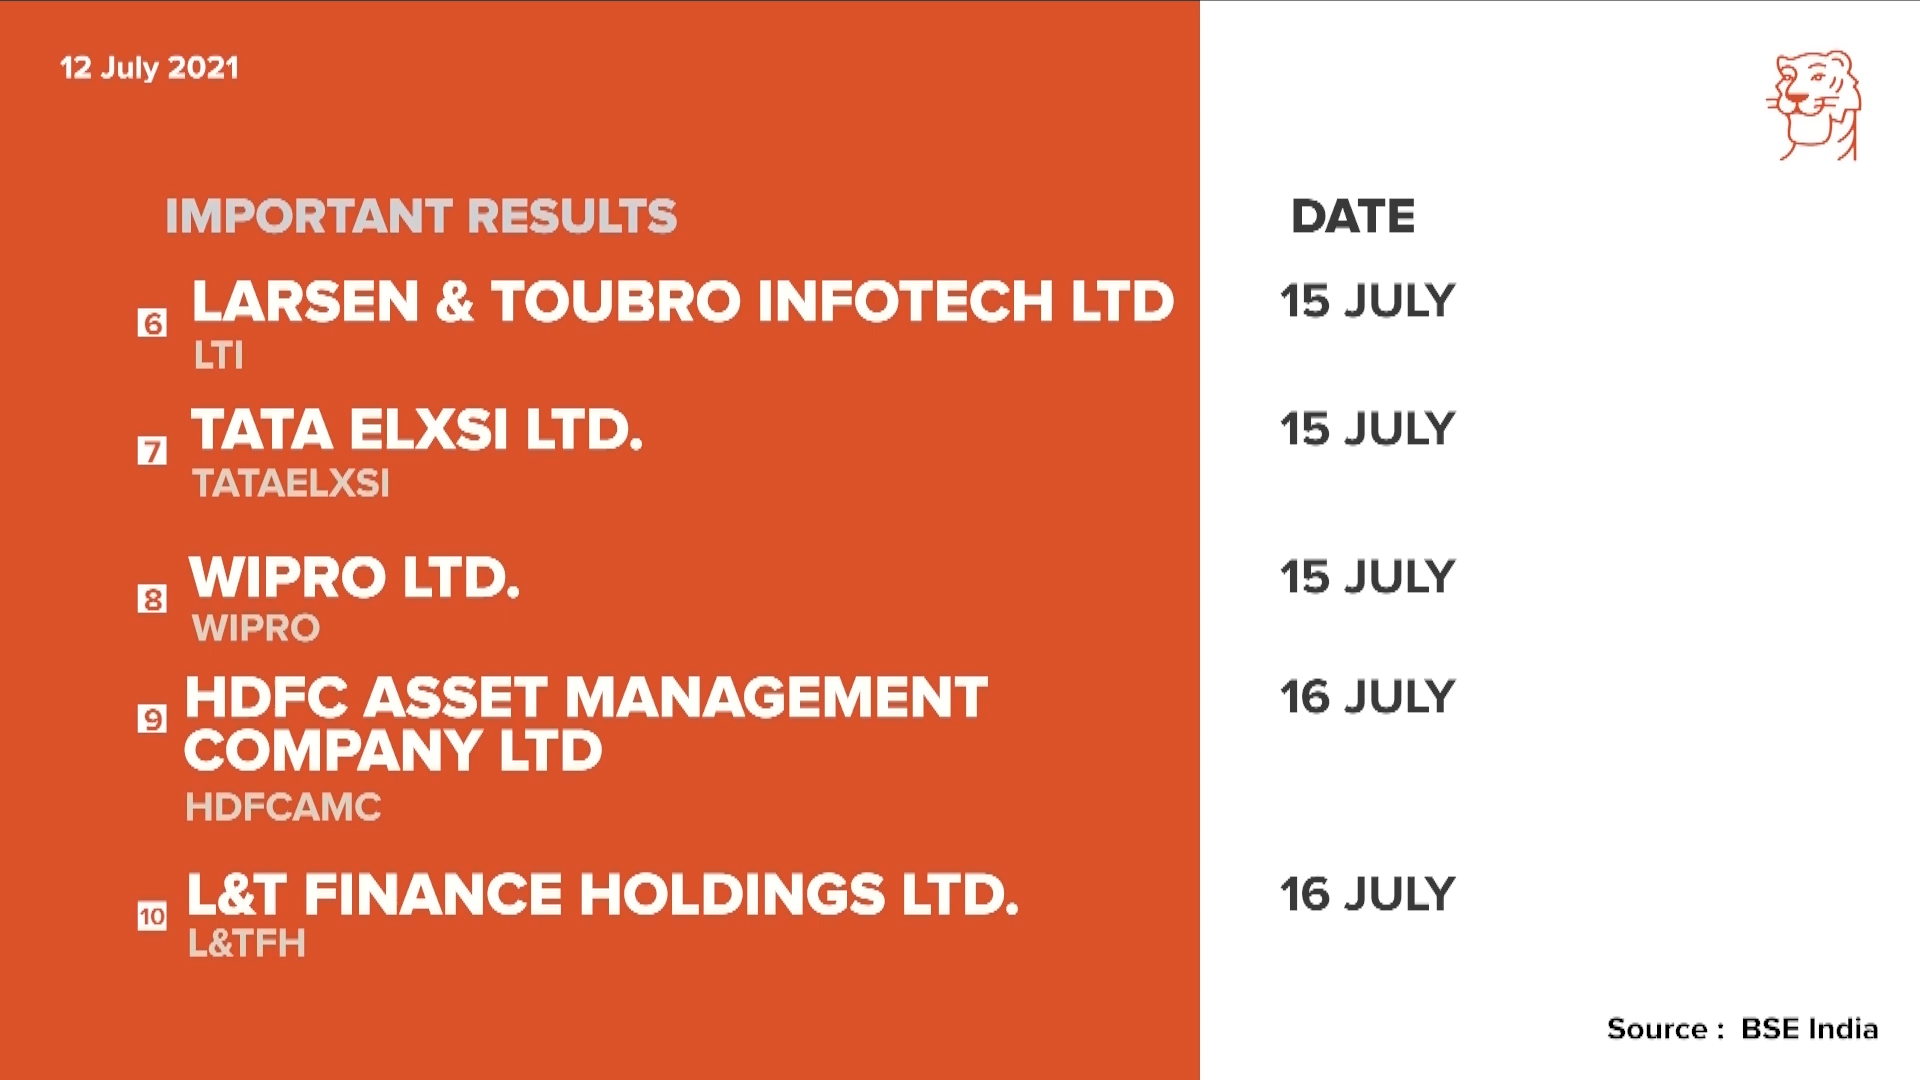 12 July 2021
IMPORTANT RESULTS
DATE
6
LARSEN & TOUBRO INFOTECH LTD
15 JULY
LTI
7
TATA ELXSI LTD.
15 JULY
TATAELXSI
8
WIPRO LTD.
15 JULY
WIPRO
9
HDFC ASSET MANAGEMENT
16 JULY
COMPANY LTD
HDFCAMC
10
L&T FINANCE HOLDINGS LTD.
16 JULY
L&TFH
Source : BSE India